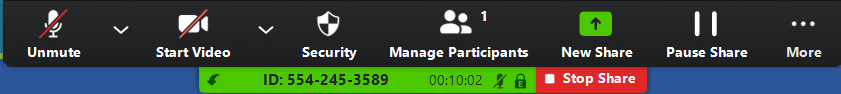 1
Unmute Start Video Security Manage Participants New Share Pause Share More
ID: 554-245-3589 00:10:02 E Stop Share